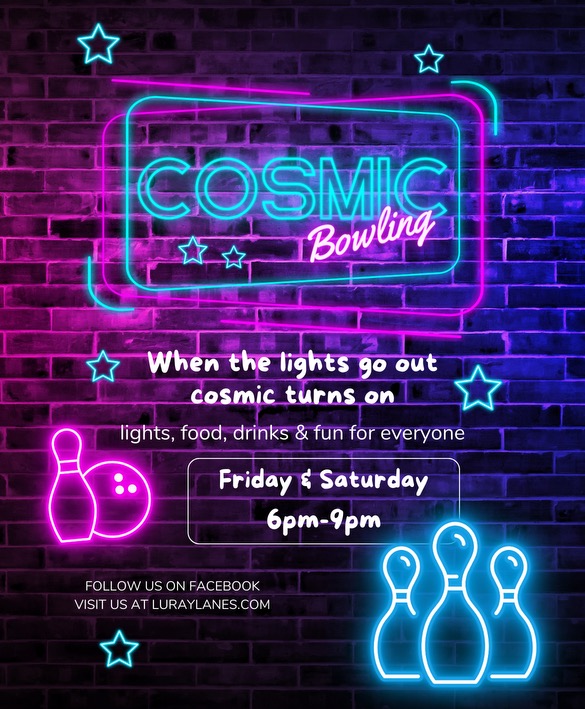 COSMIC
Bowling
When the lights go out
cosmic turns on
lights, food, drinks & fun for everyone
Friday & Saturday
6pm-9pm
FOLLOW US ON FACEBOOK
VISIT US AT LURAYLANES.COM